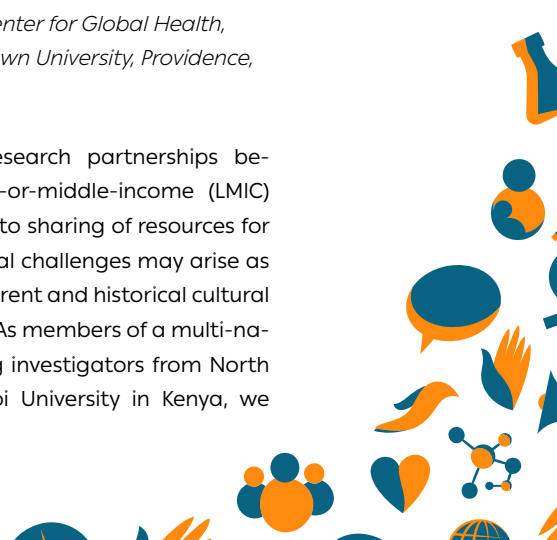 enter for Global Health,
wn University, Providence,
esearch partnerships be-
-or-middle-income (LMIC)
to sharing of resources for
al challenges may arise as
rent and historical cultural
As members of a multi-na-
g investigators from North
oi University in Kenya, we